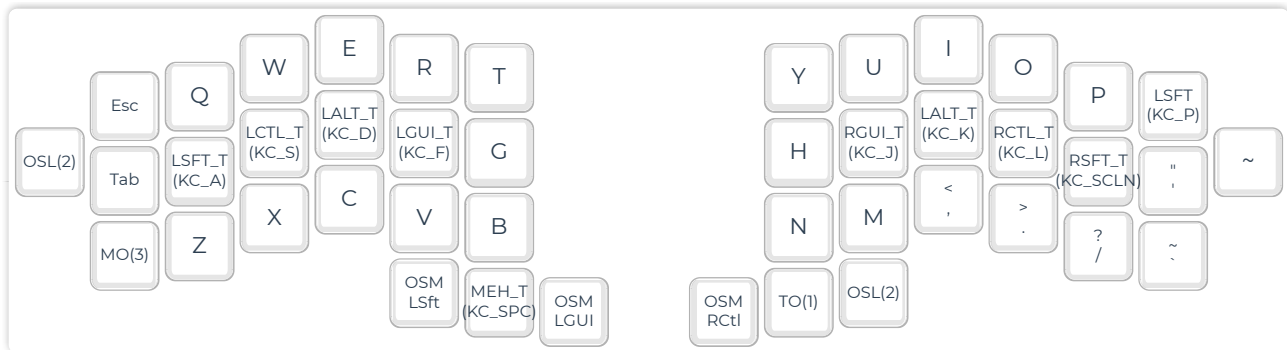 Esc
Q
W
E
R
T
Y
U
I
O
P
LSFT
(KC_P)
OSL(2)
Tab
LSFT_T
(KC_A)
LCTL_T
(KC_S)
LALT_T
(KC_D)
LGUI_T
(KC_F)
G
H
RGUI_T
(KC_J)
LALT_T
(KC_K)
RCTL_T
(KC_L)
RSFT_T
(KC_SCLN)
"
'
~
MO(3)
Z
X
C
V
B
N
M
<
,
>
.
?
/
~
`
OSM
LSft
MEH_T
(KC_SPC)
OSM
LGUI
OSM
RCtl
TO(1)
OSL(2)